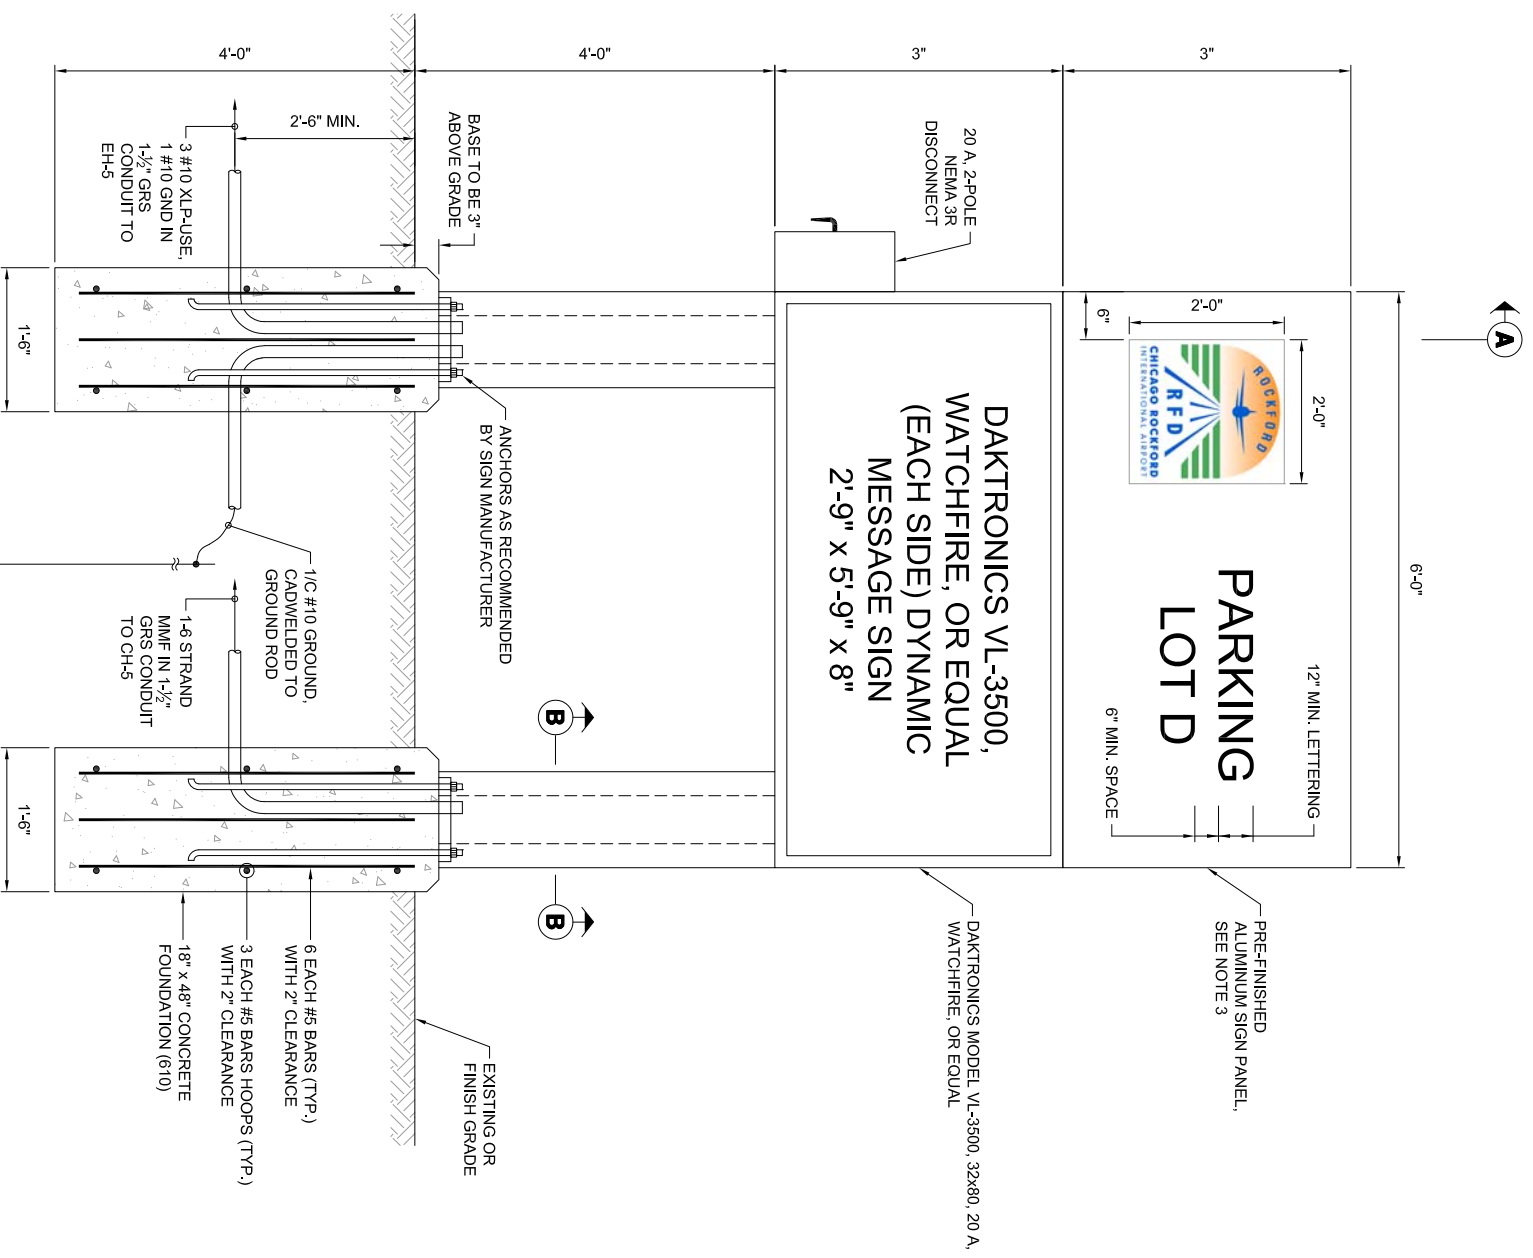 A
6'-0"
3"
3"
4'-0"
4'-0"
2'-0"
2'-0"
6"
ROCKFORD
RFD
CHICAGO ROCKFORD
INTERNATIONAL AIRPORT
PARKING
LOT D
12" MIN. LETTERING
6" MIN. SPACE
PRE-FINISHED
ALUMINUM SIGN PANEL,
SEE NOTE 3
20 A, 2-POLE
NEMA 3R
DISCONNECT
DAKTRONICS VL-3500,
WATCHFIRE, OR EQUAL
(EACH SIDE) DYNAMIC
MESSAGE SIGN
2'-9" x 5'-9" x 8"
DAKTRONICS MODEL VL-3500, 32x80, 20 A,
WATCHFIRE, OR EQUAL
B
B
BASE TO BE 3"
ABOVE GRADE
ANCHORS AS RECOMMENDED
BY SIGN MANUFACTURER
EXISTING OR
FINISH GRADE
2'-6" MIN.
3 #10 XLP-USE,
1 #10 GND IN
1-½" GRS
CONDUIT TO
EH-5
1/C #10 GROUND,
CADWELDED TO
GROUND ROD
1-6 STRAND
MMF IN 1-½"
GRS CONDUIT
TO CH-5
6 EACH #5 BARS (TYP.)
WITH 2" CLEARANCE
3 EACH #5 BARS HOOPS (TYP.)
WITH 2" CLEARANCE
18" x 48" CONCRETE
FOUNDATION (610)
1'-6"
1'-6"